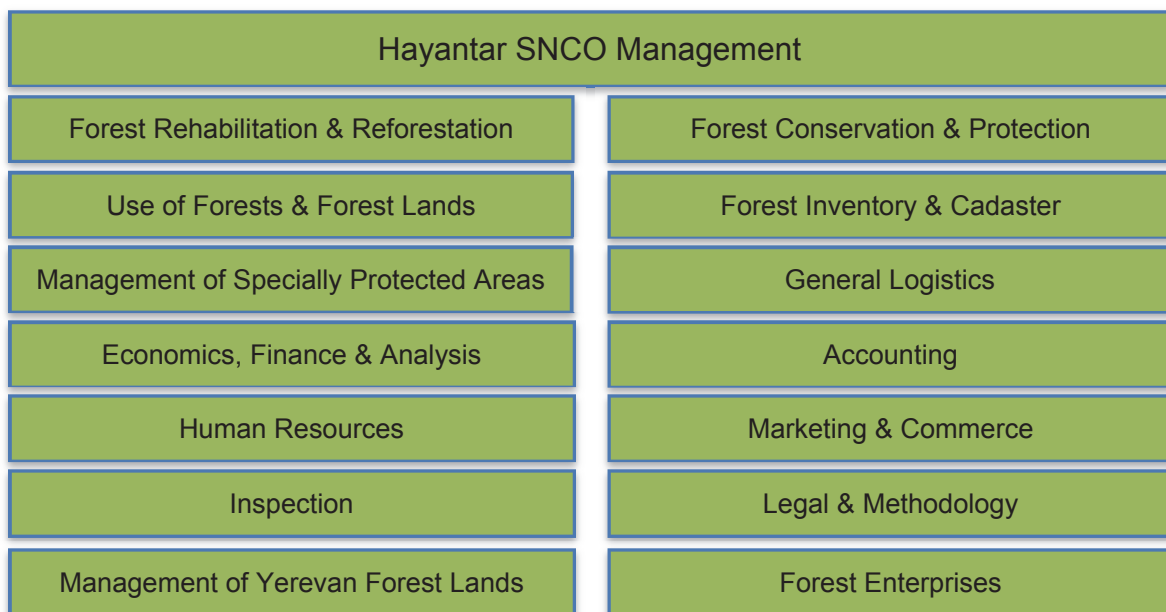 Hayantar SNCO Management
Forest Rehabilitation & Reforestation
Forest Conservation & Protection
Use of Forests & Forest Lands
Forest Inventory & Cadaster
Management of Specially Protected Areas
General Logistics
Economics, Finance & Analysis
Accounting
Human Resources
Marketing & Commerce
Inspection
Legal & Methodology
Management of Yerevan Forest Lands
Forest Enterprises